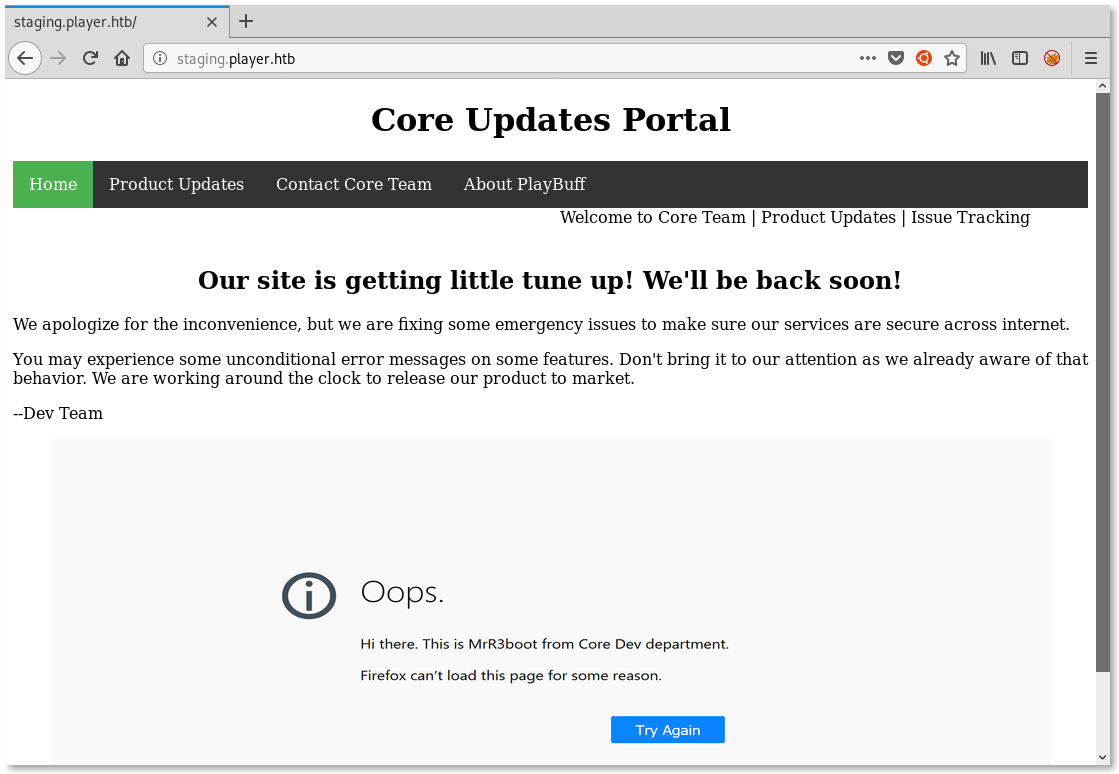 staging.player.htb/
staging.player.htb
Core Updates Portal
Home Product Updates Contact Core Team About PlayBuff
Welcome to Core Team | Product Updates | Issue Tracking
Our site is getting little tune up! We'll be back soon!
We apologize for the inconvenience, but we are fixing some emergency issues to make sure our services are secure across internet.
You may experience some unconditional error messages on some features. Don't bring it to our attention as we already aware of that
behavior. We are working around the clock to release our product to market.
--Dev Team
Oops.
Hi there. This is MrR3boot from Core Dev department.
Firefox can’t load this page for some reason.
Try Again